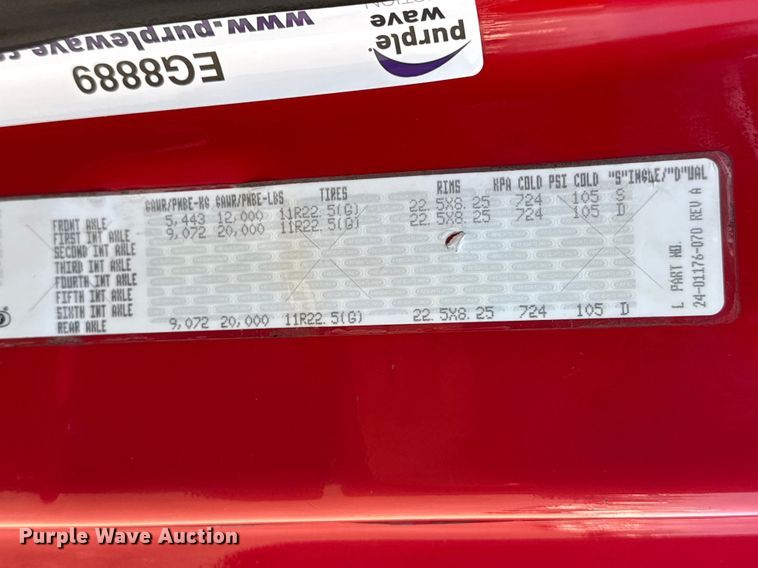 purple wave
AUCTION
www.purplewave.co
EG8889
GAWR/PNBE-KG GAWR/PNBE-LBS TIRES RIMS KPA COLD PSI COLD "S"INGLE/"D"UAL
FRONT AXLE 5,443 12,000 11R22.5(G) 22.5X8.25 724 105 S
FIRST INT AXLE 9,072 20,000 11R22.5(G) 22.5X8.25 724 105 D
SECOND INT AXLE
THIRD INT AXLE
FOURTH INT AXLE
FIFTH INT AXLE
SIXTH INT AXLE
REAR AXLE 9,072 20,000 11R22.5(G) 22.5X8.25 724 105 D
L PART NO.
24-01176-070 REV A
Purple Wave Auction